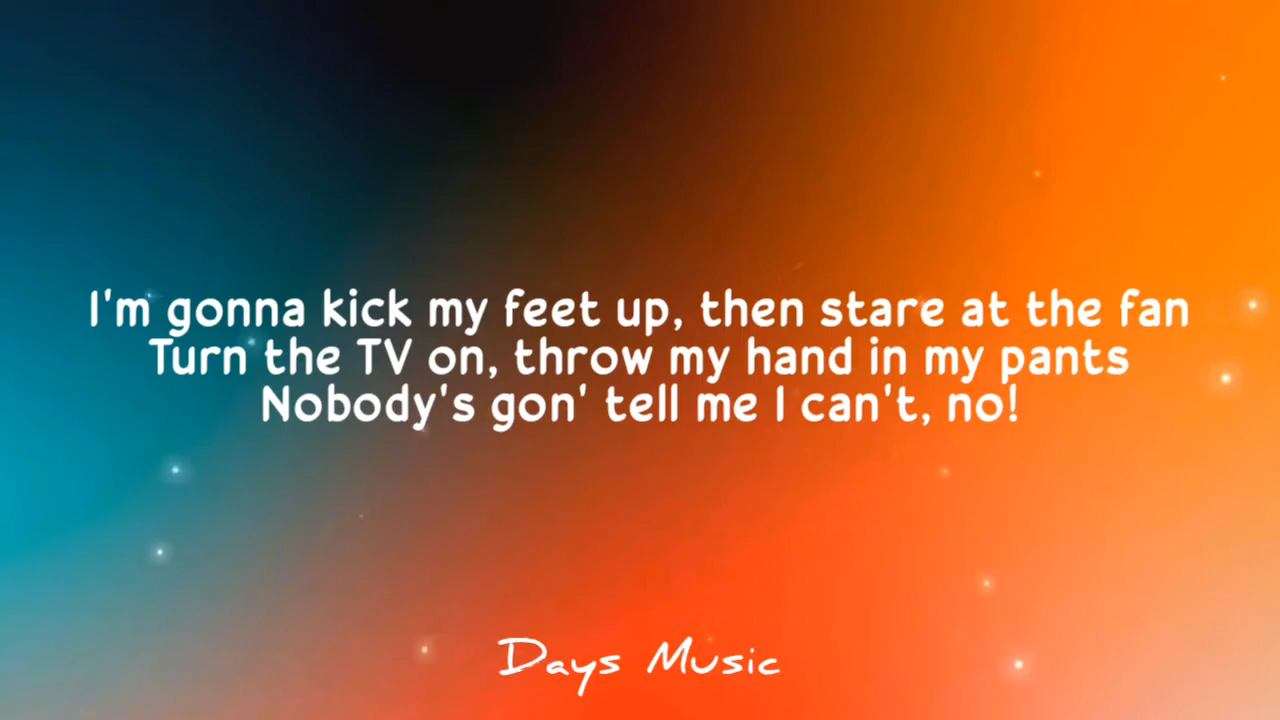 I'm gonna kick my feet up, then stare at the fan
Turn the TV on, throw my hand in my pants
Nobody's gon' tell me I can't, no!
Days Music